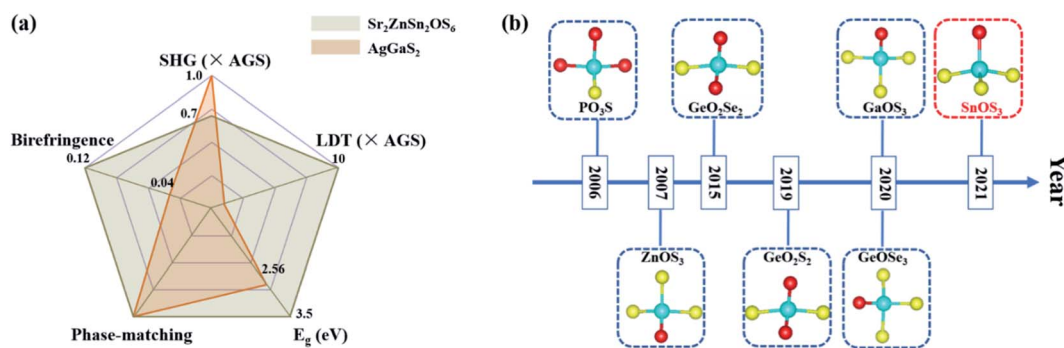 (a)
Sr₂ZnSn₂OS₆
AgGaS₂
SHG (× AGS)
1.0
0.7
Birefringence
0.12
0.04
LDT (× AGS)
10
2.56
Phase-matching
3.5
E_g (eV)
(b)
PO₃S
GeO₂Se₂
GaOS₃
SnOS₃
2006
2007
2015
2019
2020
2021
Year
ZnOS₃
GeO₂S₂
GeOSe₃